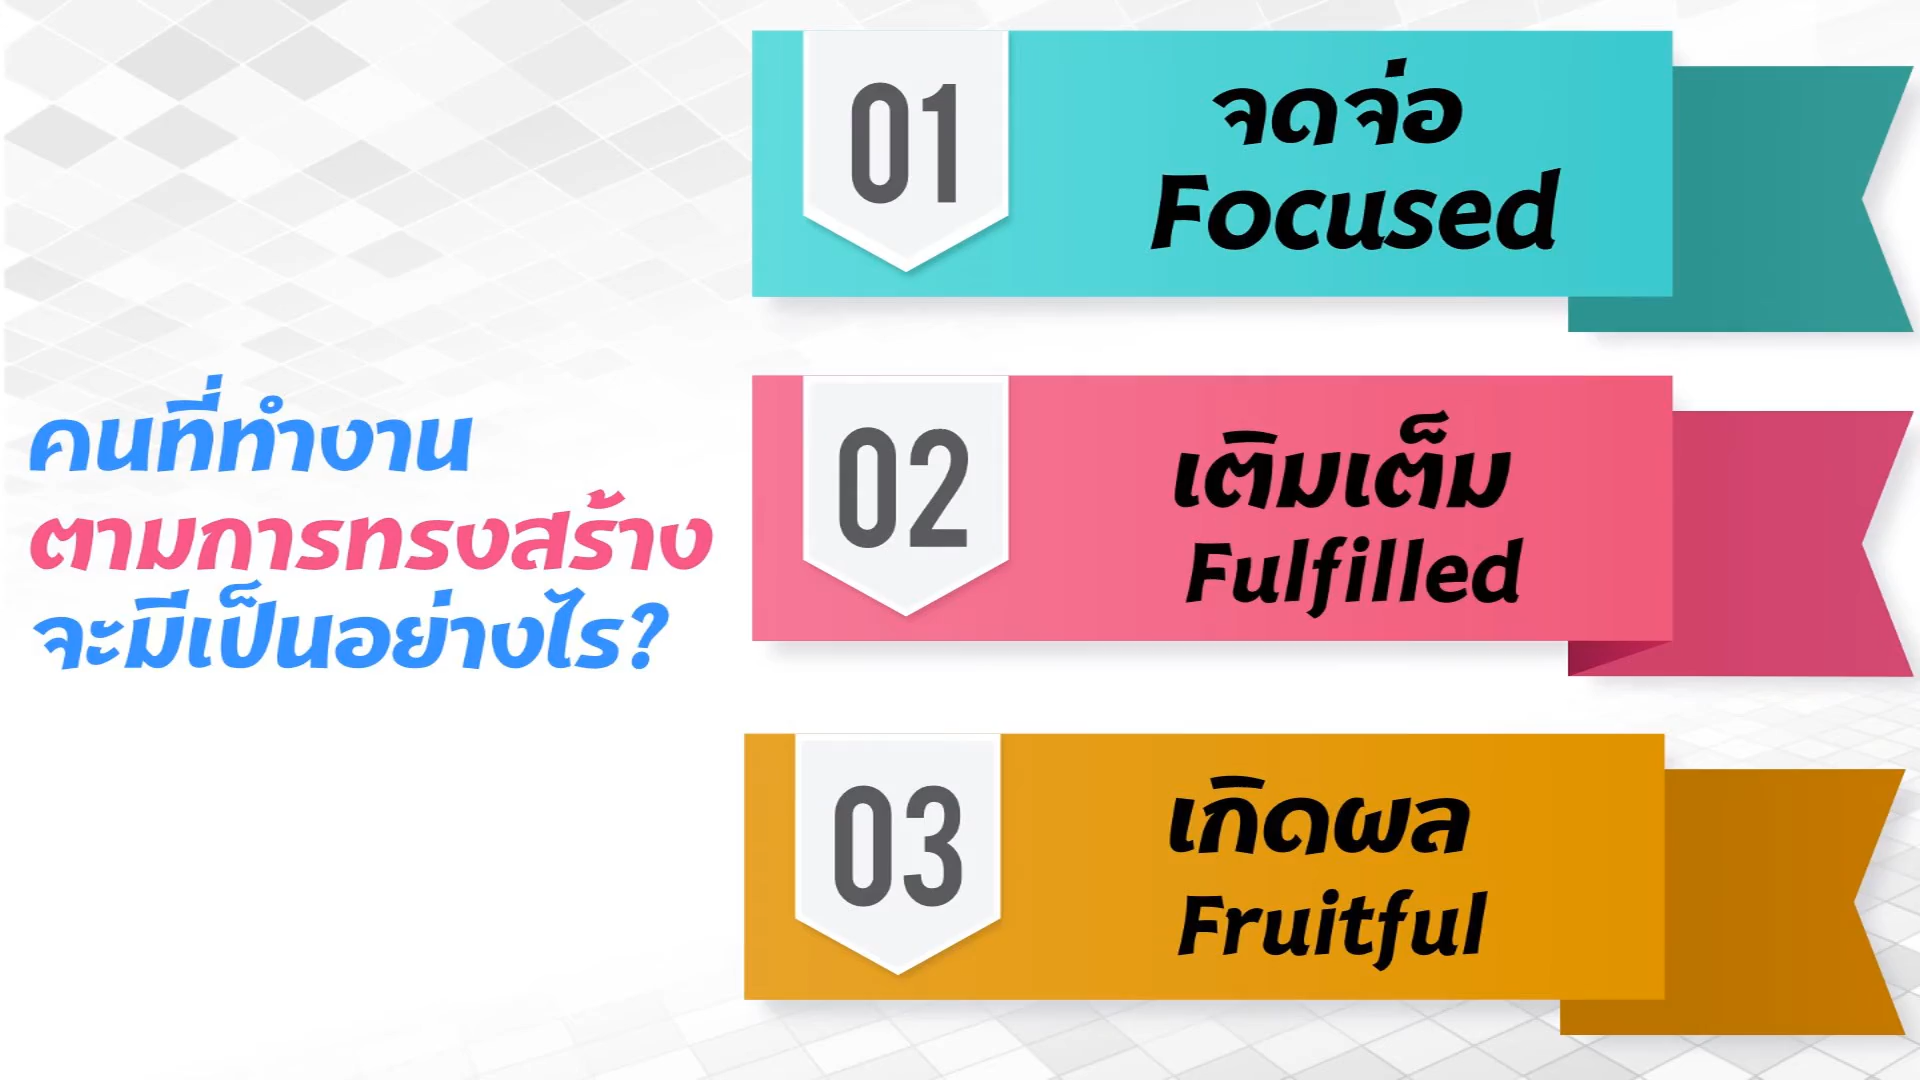 คนที่ทำงาน
ตามการทรงสร้าง
จะมีเป็นอย่างไร?
01
จดจ่อ
Focused
02
เติมเต็ม
Fulfilled
03
เกิดผล
Fruitful